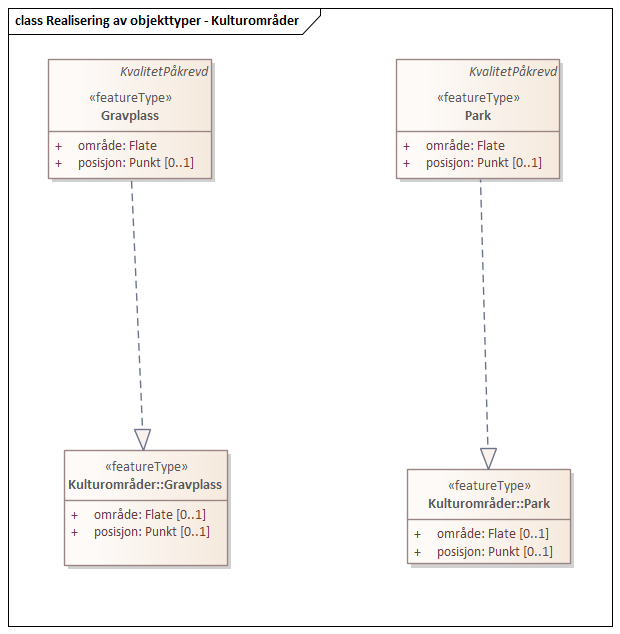 class Realisering av objekttyper - Kulturområder
KvalitetPåkrevd
«featureType»
Gravplass
+ område: Flate
+ posisjon: Punkt [0..1]
KvalitetPåkrevd
«featureType»
Park
+ område: Flate
+ posisjon: Punkt [0..1]
«featureType»
Kulturområder::Gravplass
+ område: Flate [0..1]
+ posisjon: Punkt [0..1]
«featureType»
Kulturområder::Park
+ område: Flate [0..1]
+ posisjon: Punkt [0..1]